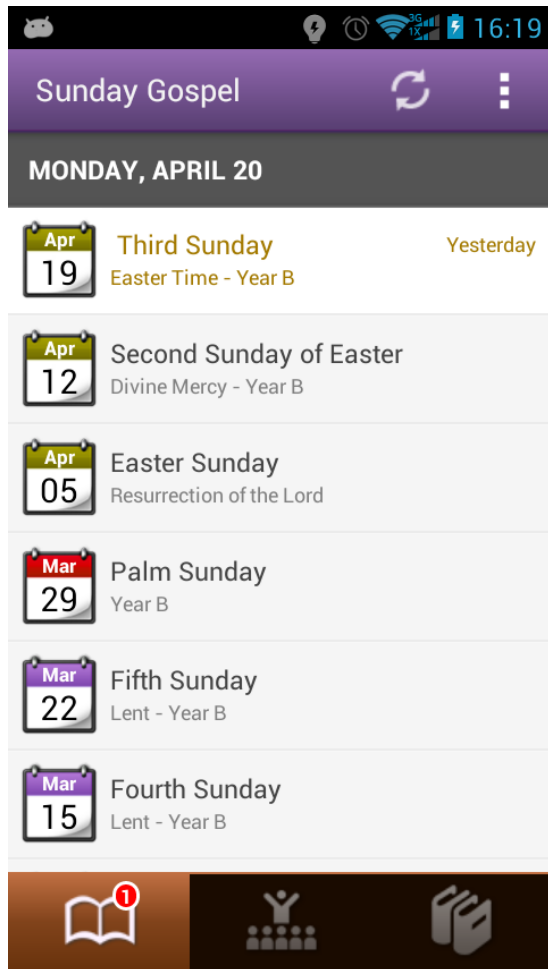 3G
1X
16:19
Sunday Gospel
MONDAY, APRIL 20
Apr
19
Third Sunday
Yesterday
Easter Time - Year B
Apr
12
Second Sunday of Easter
Divine Mercy - Year B
Apr
05
Easter Sunday
Resurrection of the Lord
Mar
29
Palm Sunday
Year B
Mar
22
Fifth Sunday
Lent - Year B
Mar
15
Fourth Sunday
Lent - Year B
1